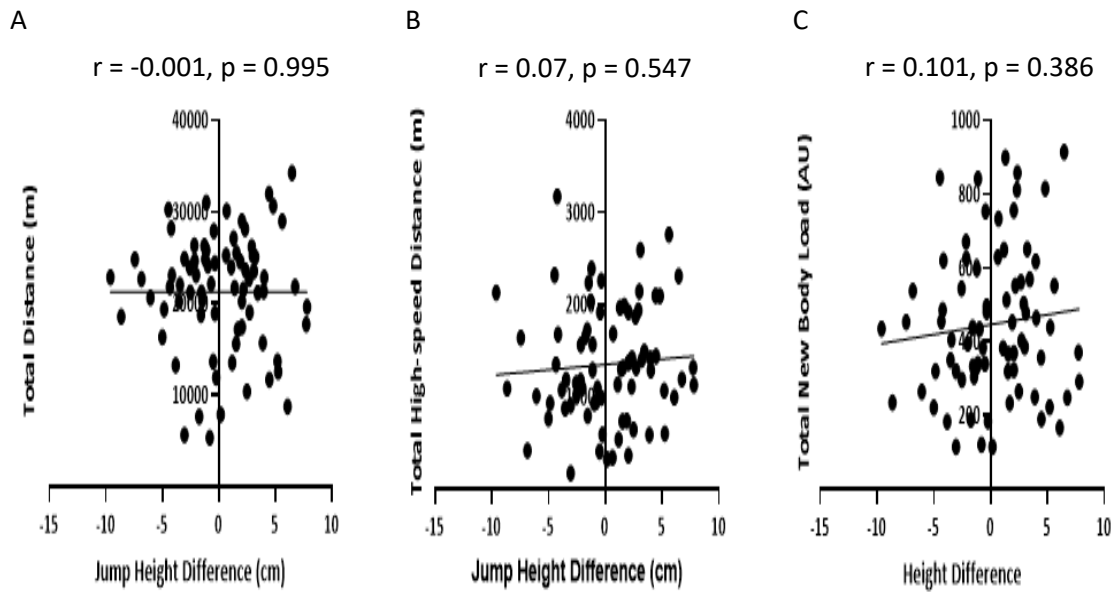 A
r = -0.001, p = 0.995
Total Distance (m)
40000
30000
20000
10000
-15 -10 -5 0 5 10
Jump Height Difference (cm)
B
r = 0.07, p = 0.547
Total High-speed Distance (m)
4000
3000
2000
1000
-15 -10 -5 0 5 10
Jump Height Difference (cm)
C
r = 0.101, p = 0.386
Total New Body Load (AU)
1000
800
600
400
200
-15 -10 -5 0 5 10
Height Difference